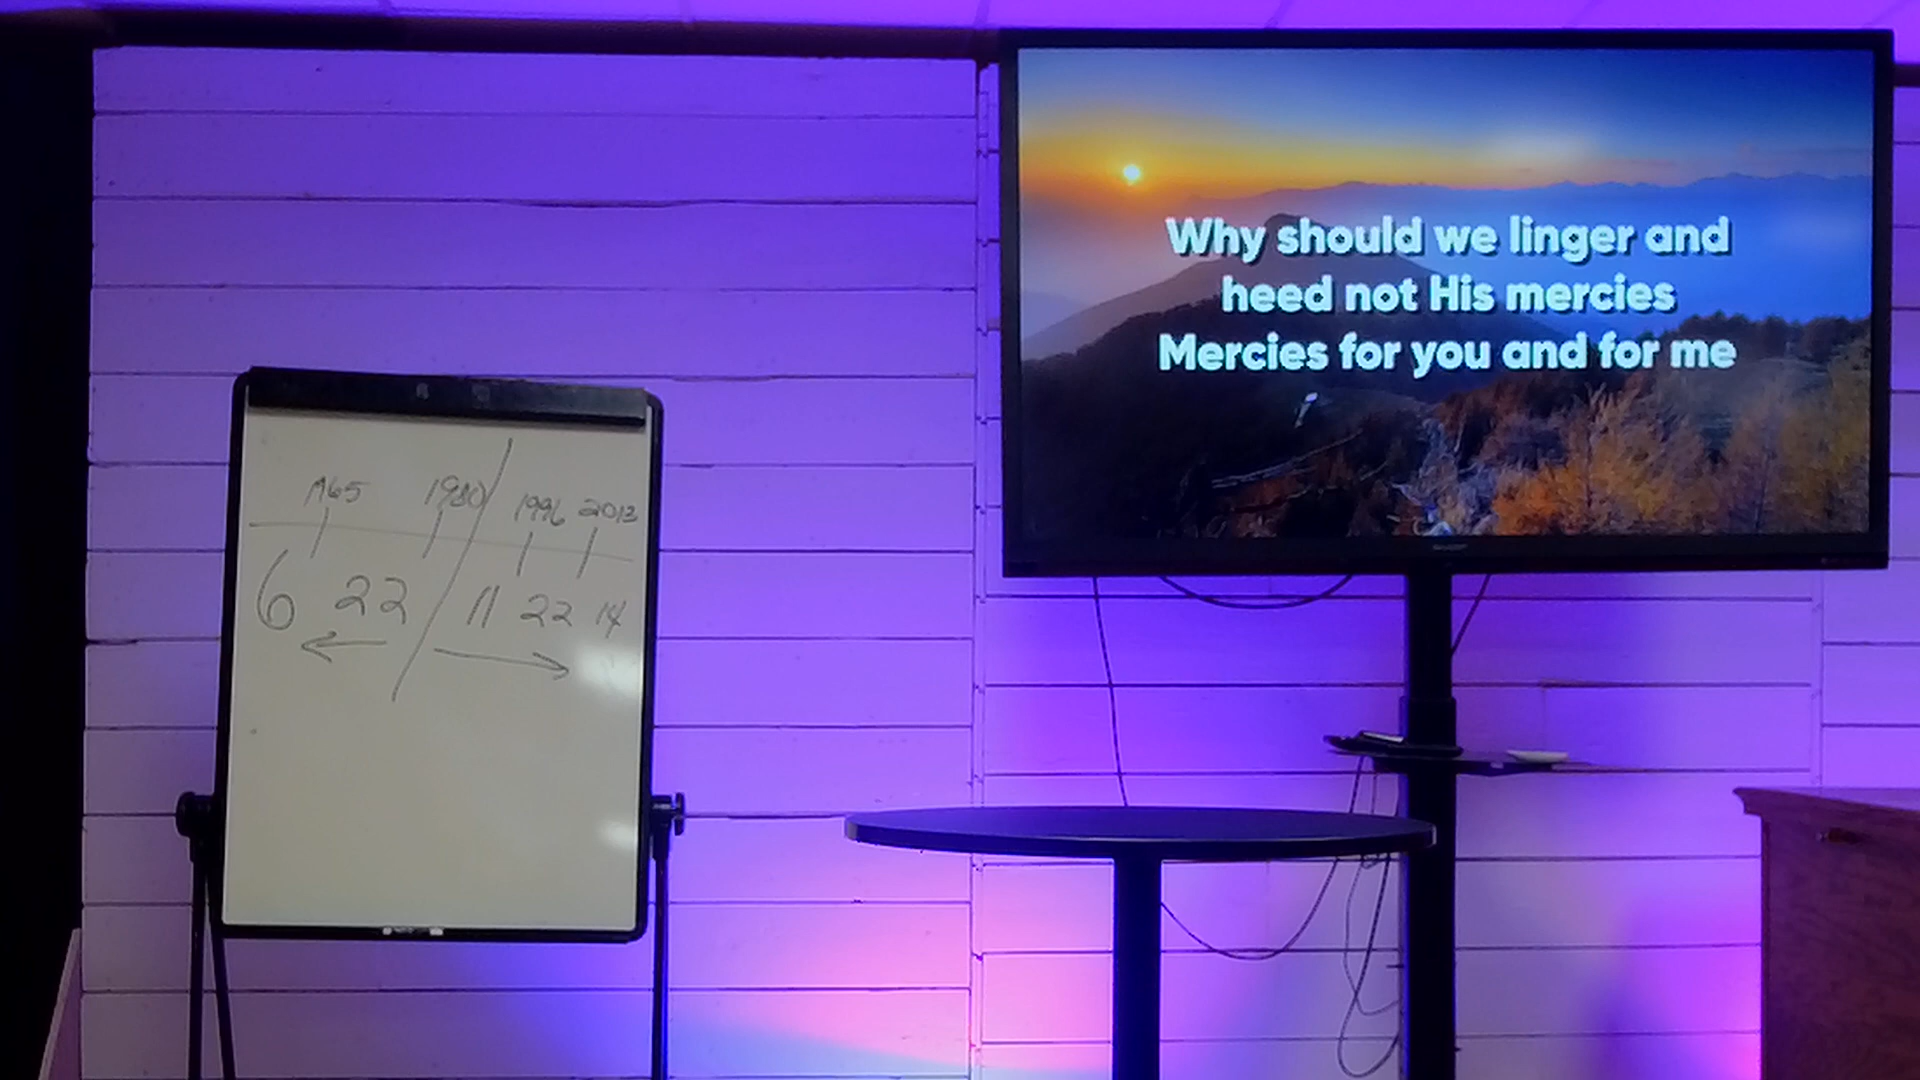 1965 1980 1996 2013
6 22 11 22 14
Why should we linger and
heed not His mercies
Mercies for you and for me
SHARP